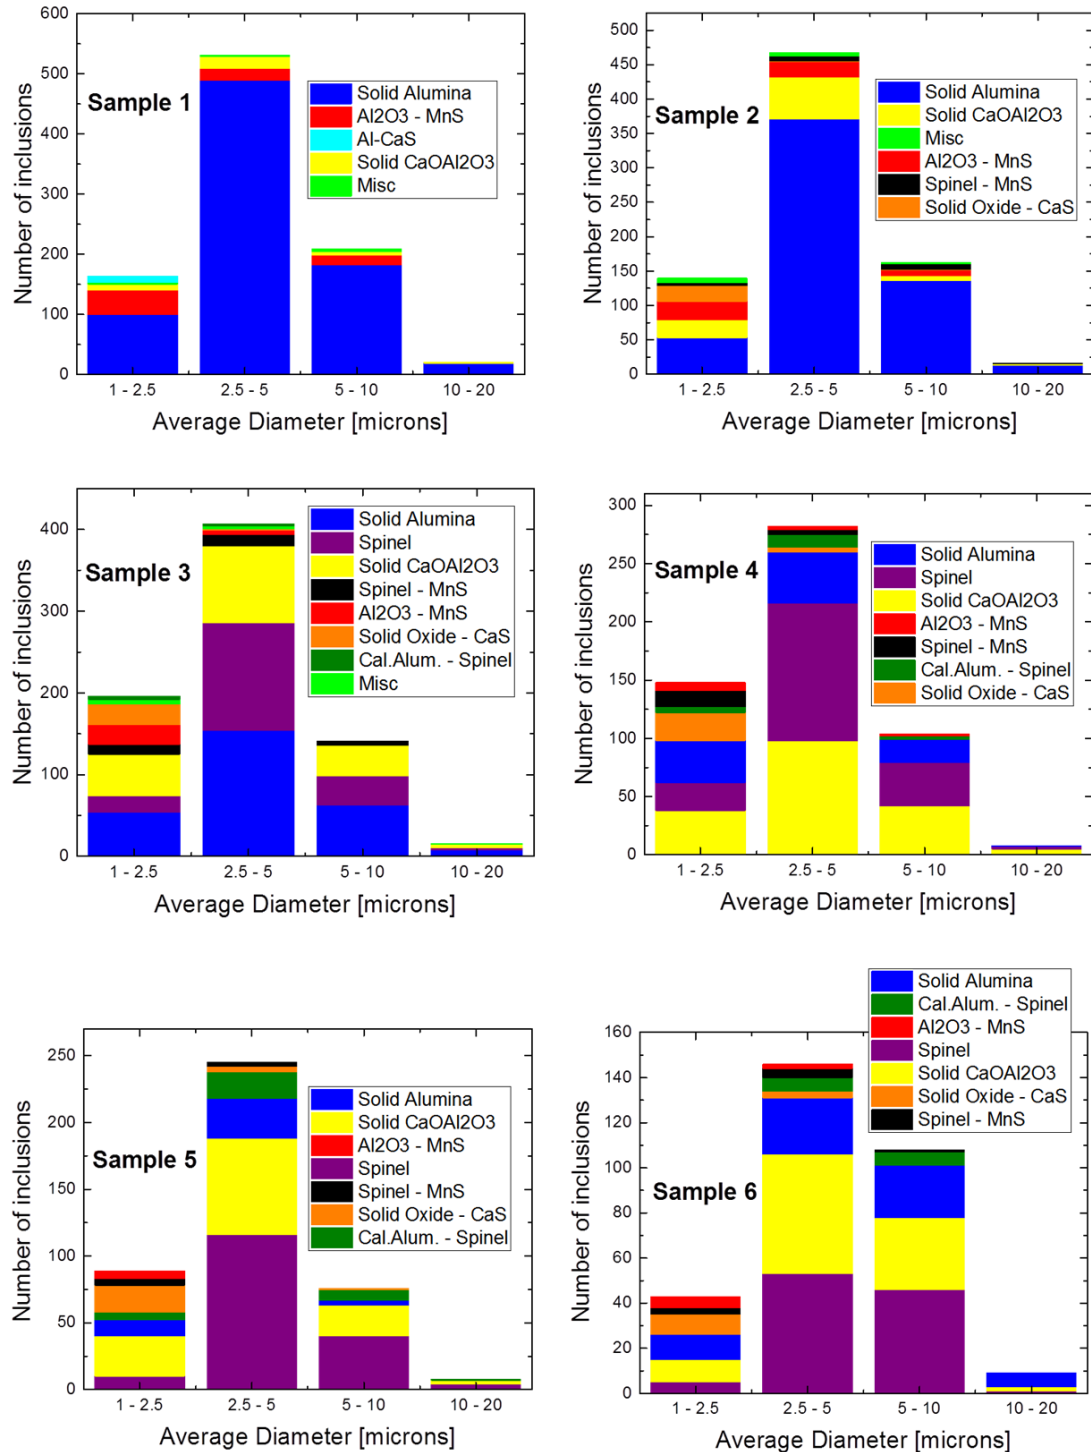 Sample 1
Number of inclusions
600
500
400
300
200
100
0
Solid Alumina
Al2O3 - MnS
Al-CaS
Solid CaOAl2O3
Misc
1 - 2.5
2.5 - 5
5 - 10
10 - 20
Average Diameter [microns]
Sample 2
Number of inclusions
500
450
400
350
300
250
200
150
100
50
0
Solid Alumina
Solid CaOAl2O3
Misc
Al2O3 - MnS
Spinel - MnS
Solid Oxide - CaS
1 - 2.5
2.5 - 5
5 - 10
10 - 20
Average Diameter [microns]
Sample 3
Number of inclusions
400
300
200
100
0
Solid Alumina
Spinel
Solid CaOAl2O3
Spinel - MnS
Al2O3 - MnS
Solid Oxide - CaS
Cal.Alum. - Spinel
Misc
1 - 2.5
2.5 - 5
5 - 10
10 - 20
Average Diameter [microns]
Sample 4
Number of inclusions
300
250
200
150
100
50
0
Solid Alumina
Spinel
Solid CaOAl2O3
Al2O3 - MnS
Spinel - MnS
Cal.Alum. - Spinel
Solid Oxide - CaS
1 - 2.5
2.5 - 5
5 - 10
10 - 20
Average Diameter [microns]
Sample 5
Number of inclusions
250
200
150
100
50
0
Solid Alumina
Solid CaOAl2O3
Al2O3 - MnS
Spinel
Spinel - MnS
Solid Oxide - CaS
Cal.Alum. - Spinel
1 - 2.5
2.5 - 5
5 - 10
10 - 20
Average Diameter [microns]
Sample 6
Number of inclusions
160
140
120
100
80
60
40
20
0
Solid Alumina
Cal.Alum. - Spinel
Al2O3 - MnS
Spinel
Solid CaOAl2O3
Solid Oxide - CaS
Spinel - MnS
1 - 2.5
2.5 - 5
5 - 10
10 - 20
Average Diameter [microns]